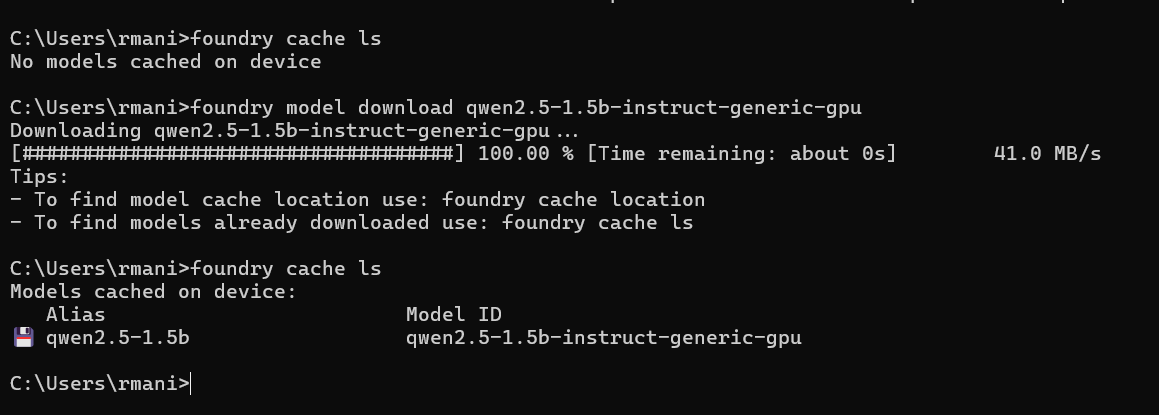 C:\Users\rmani>foundry cache ls
No models cached on device
C:\Users\rmani>foundry model download qwen2.5-1.5b-instruct-generic-gpu
Downloading qwen2.5-1.5b-instruct-generic-gpu...
[####################################] 100.00 % [Time remaining: about 0s]        41.0 MB/s
Tips:
- To find model cache location use: foundry cache location
- To find models already downloaded use: foundry cache ls
C:\Users\rmani>foundry cache ls
Models cached on device:
   Alias                         Model ID
💾 qwen2.5-1.5b                  qwen2.5-1.5b-instruct-generic-gpu
C:\Users\rmani>